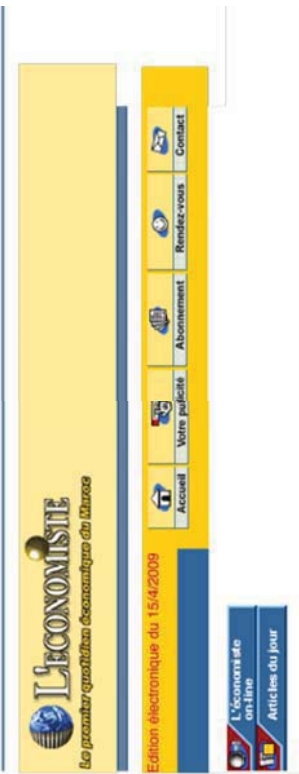 L'ECONOMISTE
Le premier quotidien économique du Maroc
Edition électronique du 15/4/2009
Accueil
Votre publicité
Abonnement
Rendez-vous
Contact
L'économiste
on-line
Articles du jour